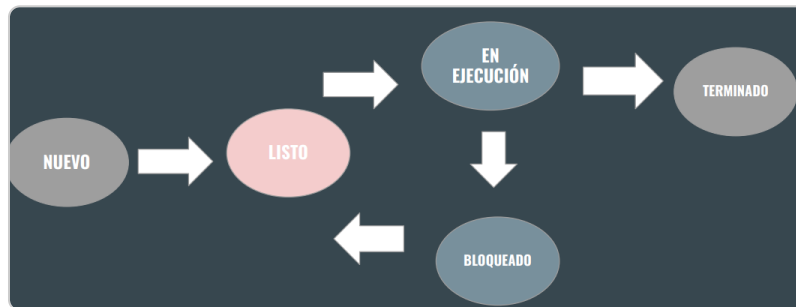 NUEVO
LISTO
EN
EJECUCIÓN
TERMINADO
BLOQUEADO